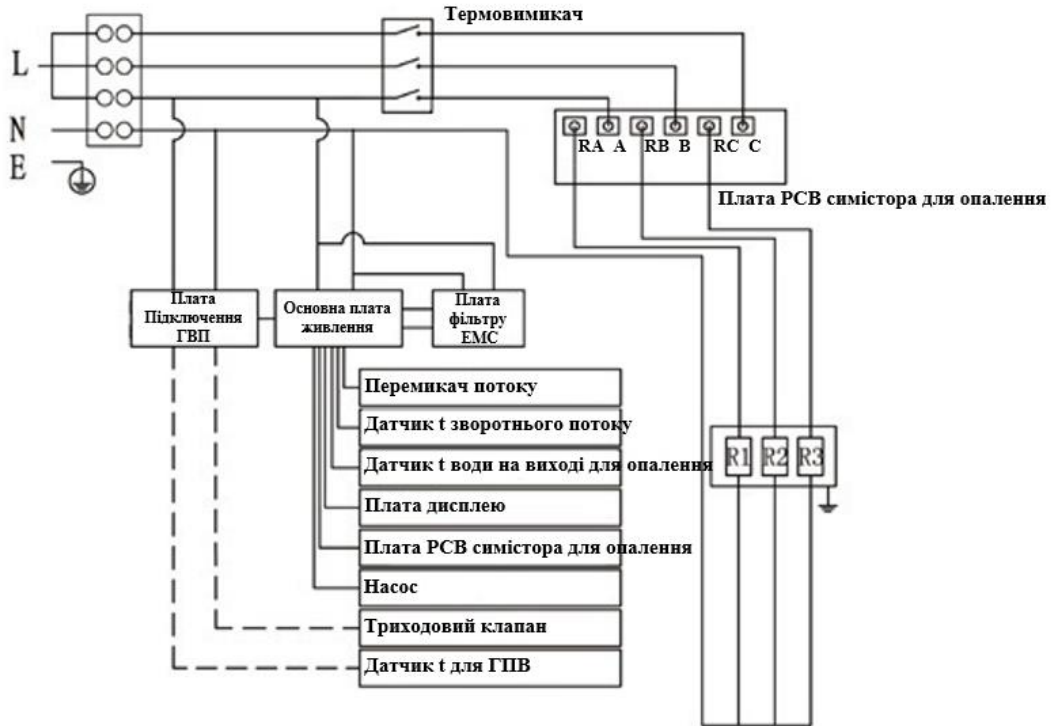 Термовимикач
L
N
E
RA A RB B RC C
Плата PCB симістора для опалення
Плата
Підключення
ГВП
Основна плата
живлення
Плата
фільтру
ЕМС
Перемикач потоку
Датчик t зворотнього потоку
Датчик t води на виході для опалення
Плата дисплею
Плата PCB симістора для опалення
Насос
Триходовий клапан
Датчик t для ГПВ
R1 R2 R3